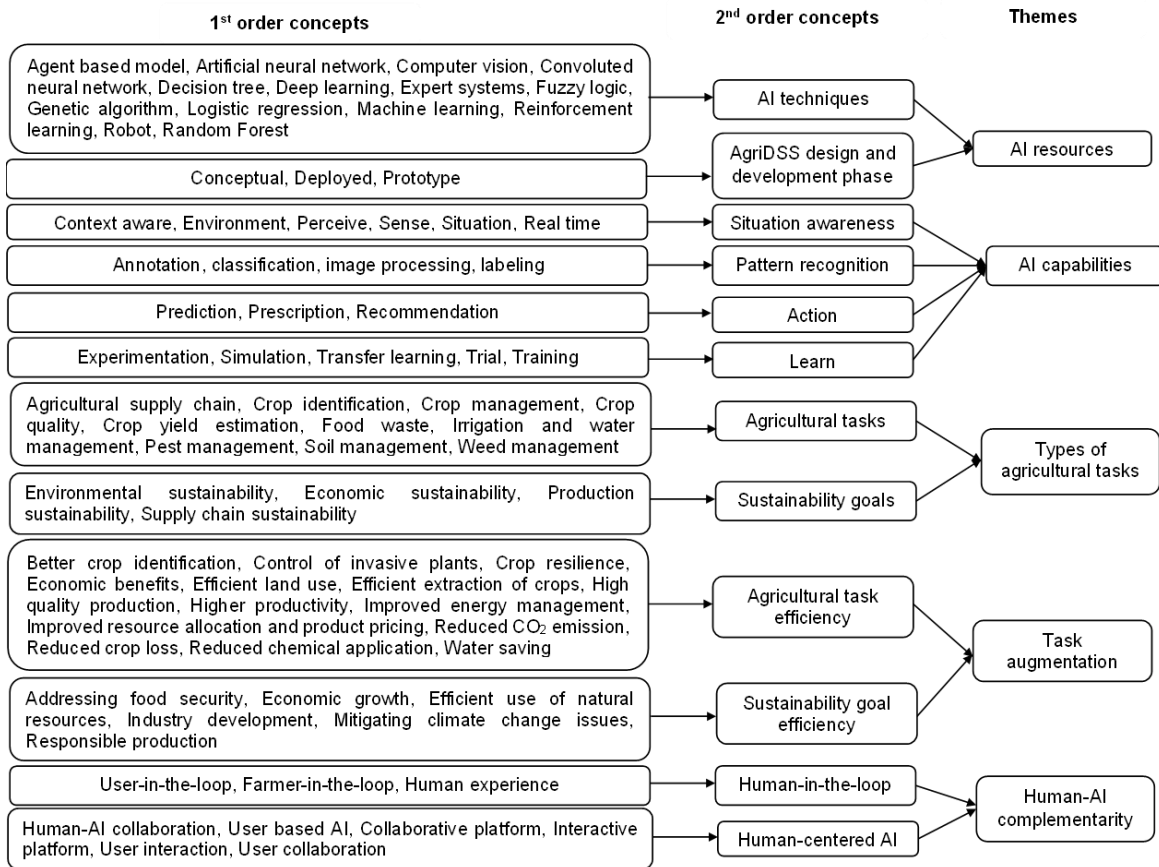 1st order concepts
2nd order concepts
Themes
Agent based model, Artificial neural network, Computer vision, Convoluted
neural network, Decision tree, Deep learning, Expert systems, Fuzzy logic,
Genetic algorithm, Logistic regression, Machine learning, Reinforcement
learning, Robot, Random Forest
AI techniques
AI resources
Conceptual, Deployed, Prototype
AgriDSS design and
development phase
Context aware, Environment, Perceive, Sense, Situation, Real time
Situation awareness
Annotation, classification, image processing, labeling
Pattern recognition
AI capabilities
Prediction, Prescription, Recommendation
Action
Experimentation, Simulation, Transfer learning, Trial, Training
Learn
Agricultural supply chain, Crop identification, Crop management, Crop
quality, Crop yield estimation, Food waste, Irrigation and water
management, Pest management, Soil management, Weed management
Agricultural tasks
Types of
agricultural tasks
Environmental sustainability, Economic sustainability, Production
sustainability, Supply chain sustainability
Sustainability goals
Better crop identification, Control of invasive plants, Crop resilience,
Economic benefits, Efficient land use, Efficient extraction of crops, High
quality production, Higher productivity, Improved energy management,
Improved resource allocation and product pricing, Reduced CO2 emission,
Reduced crop loss, Reduced chemical application, Water saving
Agricultural task
efficiency
Task
augmentation
Addressing food security, Economic growth, Efficient use of natural
resources, Industry development, Mitigating climate change issues,
Responsible production
Sustainability goal
efficiency
User-in-the-loop, Farmer-in-the-loop, Human experience
Human-in-the-loop
Human-AI
complementarity
Human-AI collaboration, User based AI, Collaborative platform, Interactive
platform, User interaction, User collaboration
Human-centered AI